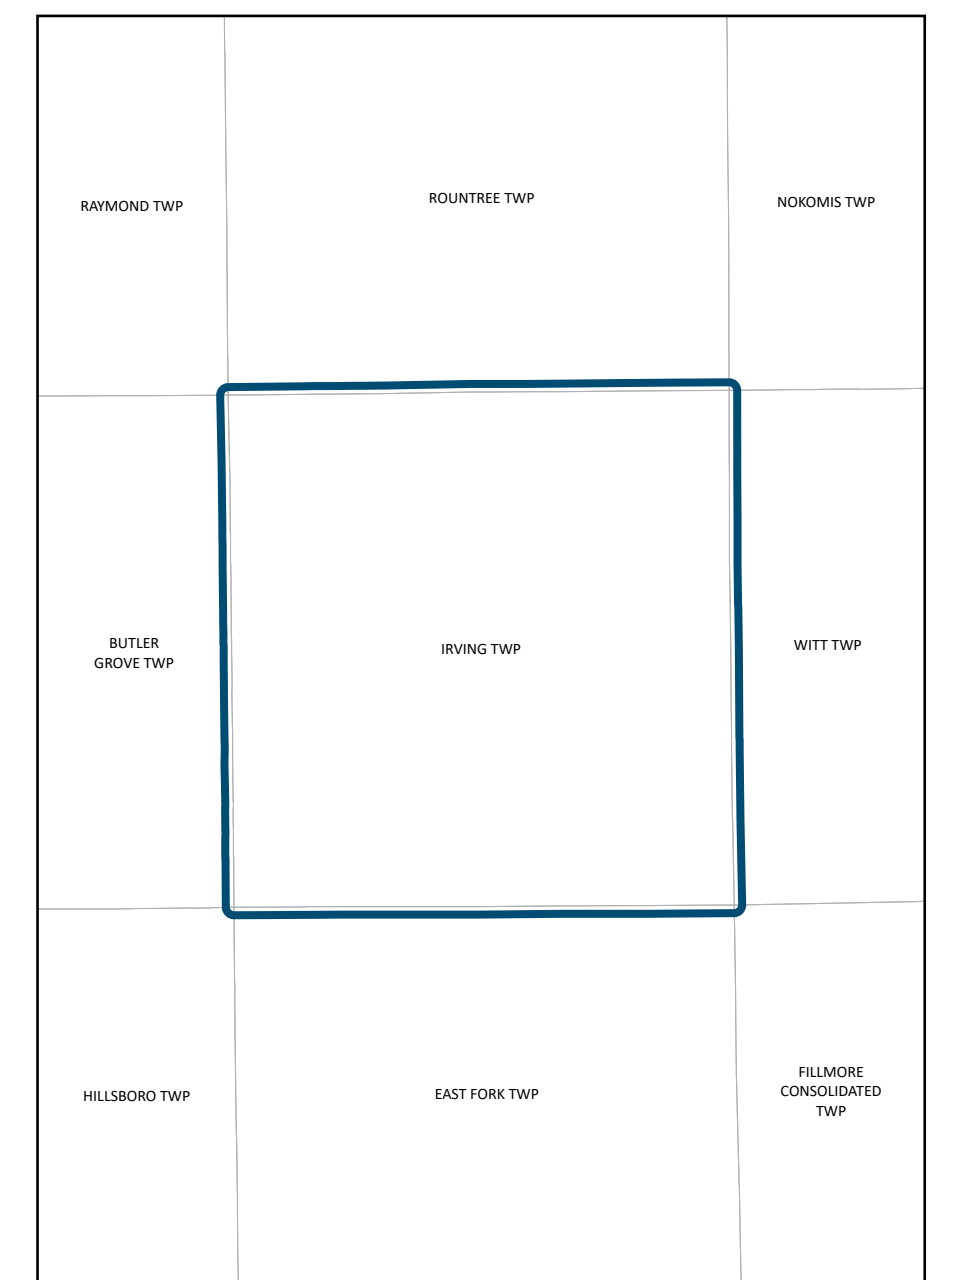 RAYMOND TWP
ROUNTREE TWP
NOKOMIS TWP
BUTLER
GROVE TWP
IRVING TWP
WITT TWP
HILLSBORO TWP
EAST FORK TWP
FILLMORE
CONSOLIDATED
TWP